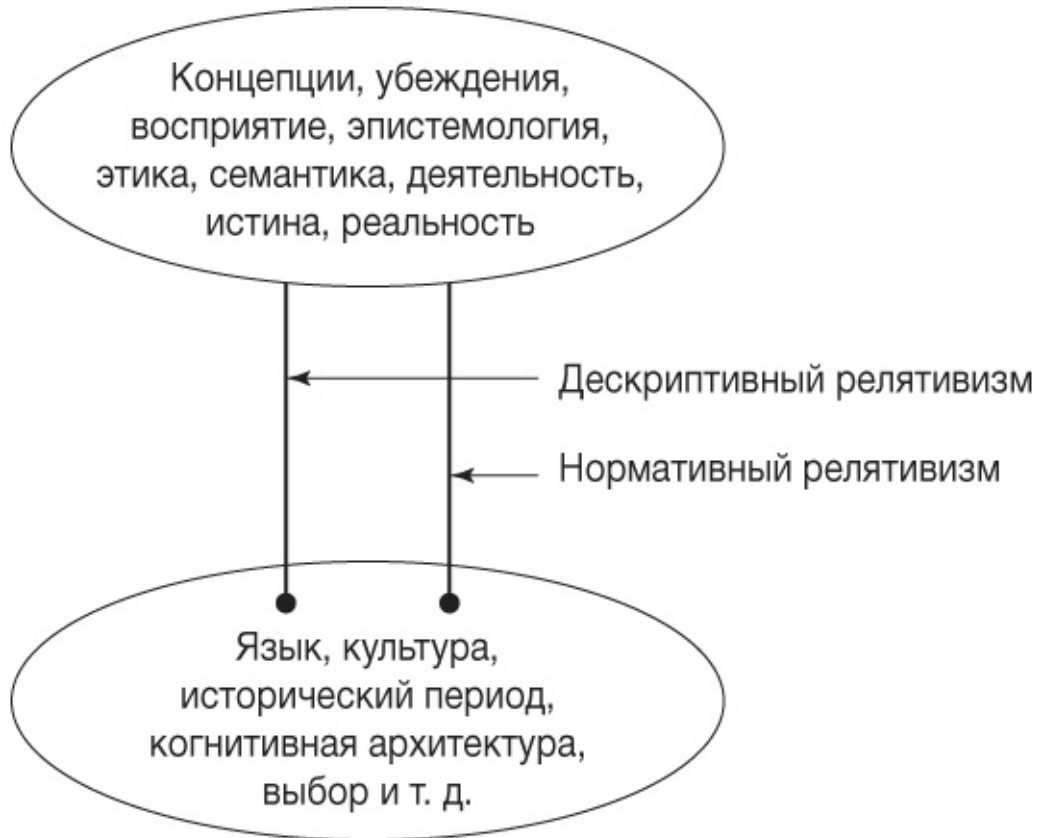 Концепции, убеждения,
восприятие, эпистемология,
этика, семантика, деятельность,
истина, реальность
Дескриптивный релятивизм
Нормативный релятивизм
Язык, культура,
исторический период,
когнитивная архитектура,
выбор и т. д.